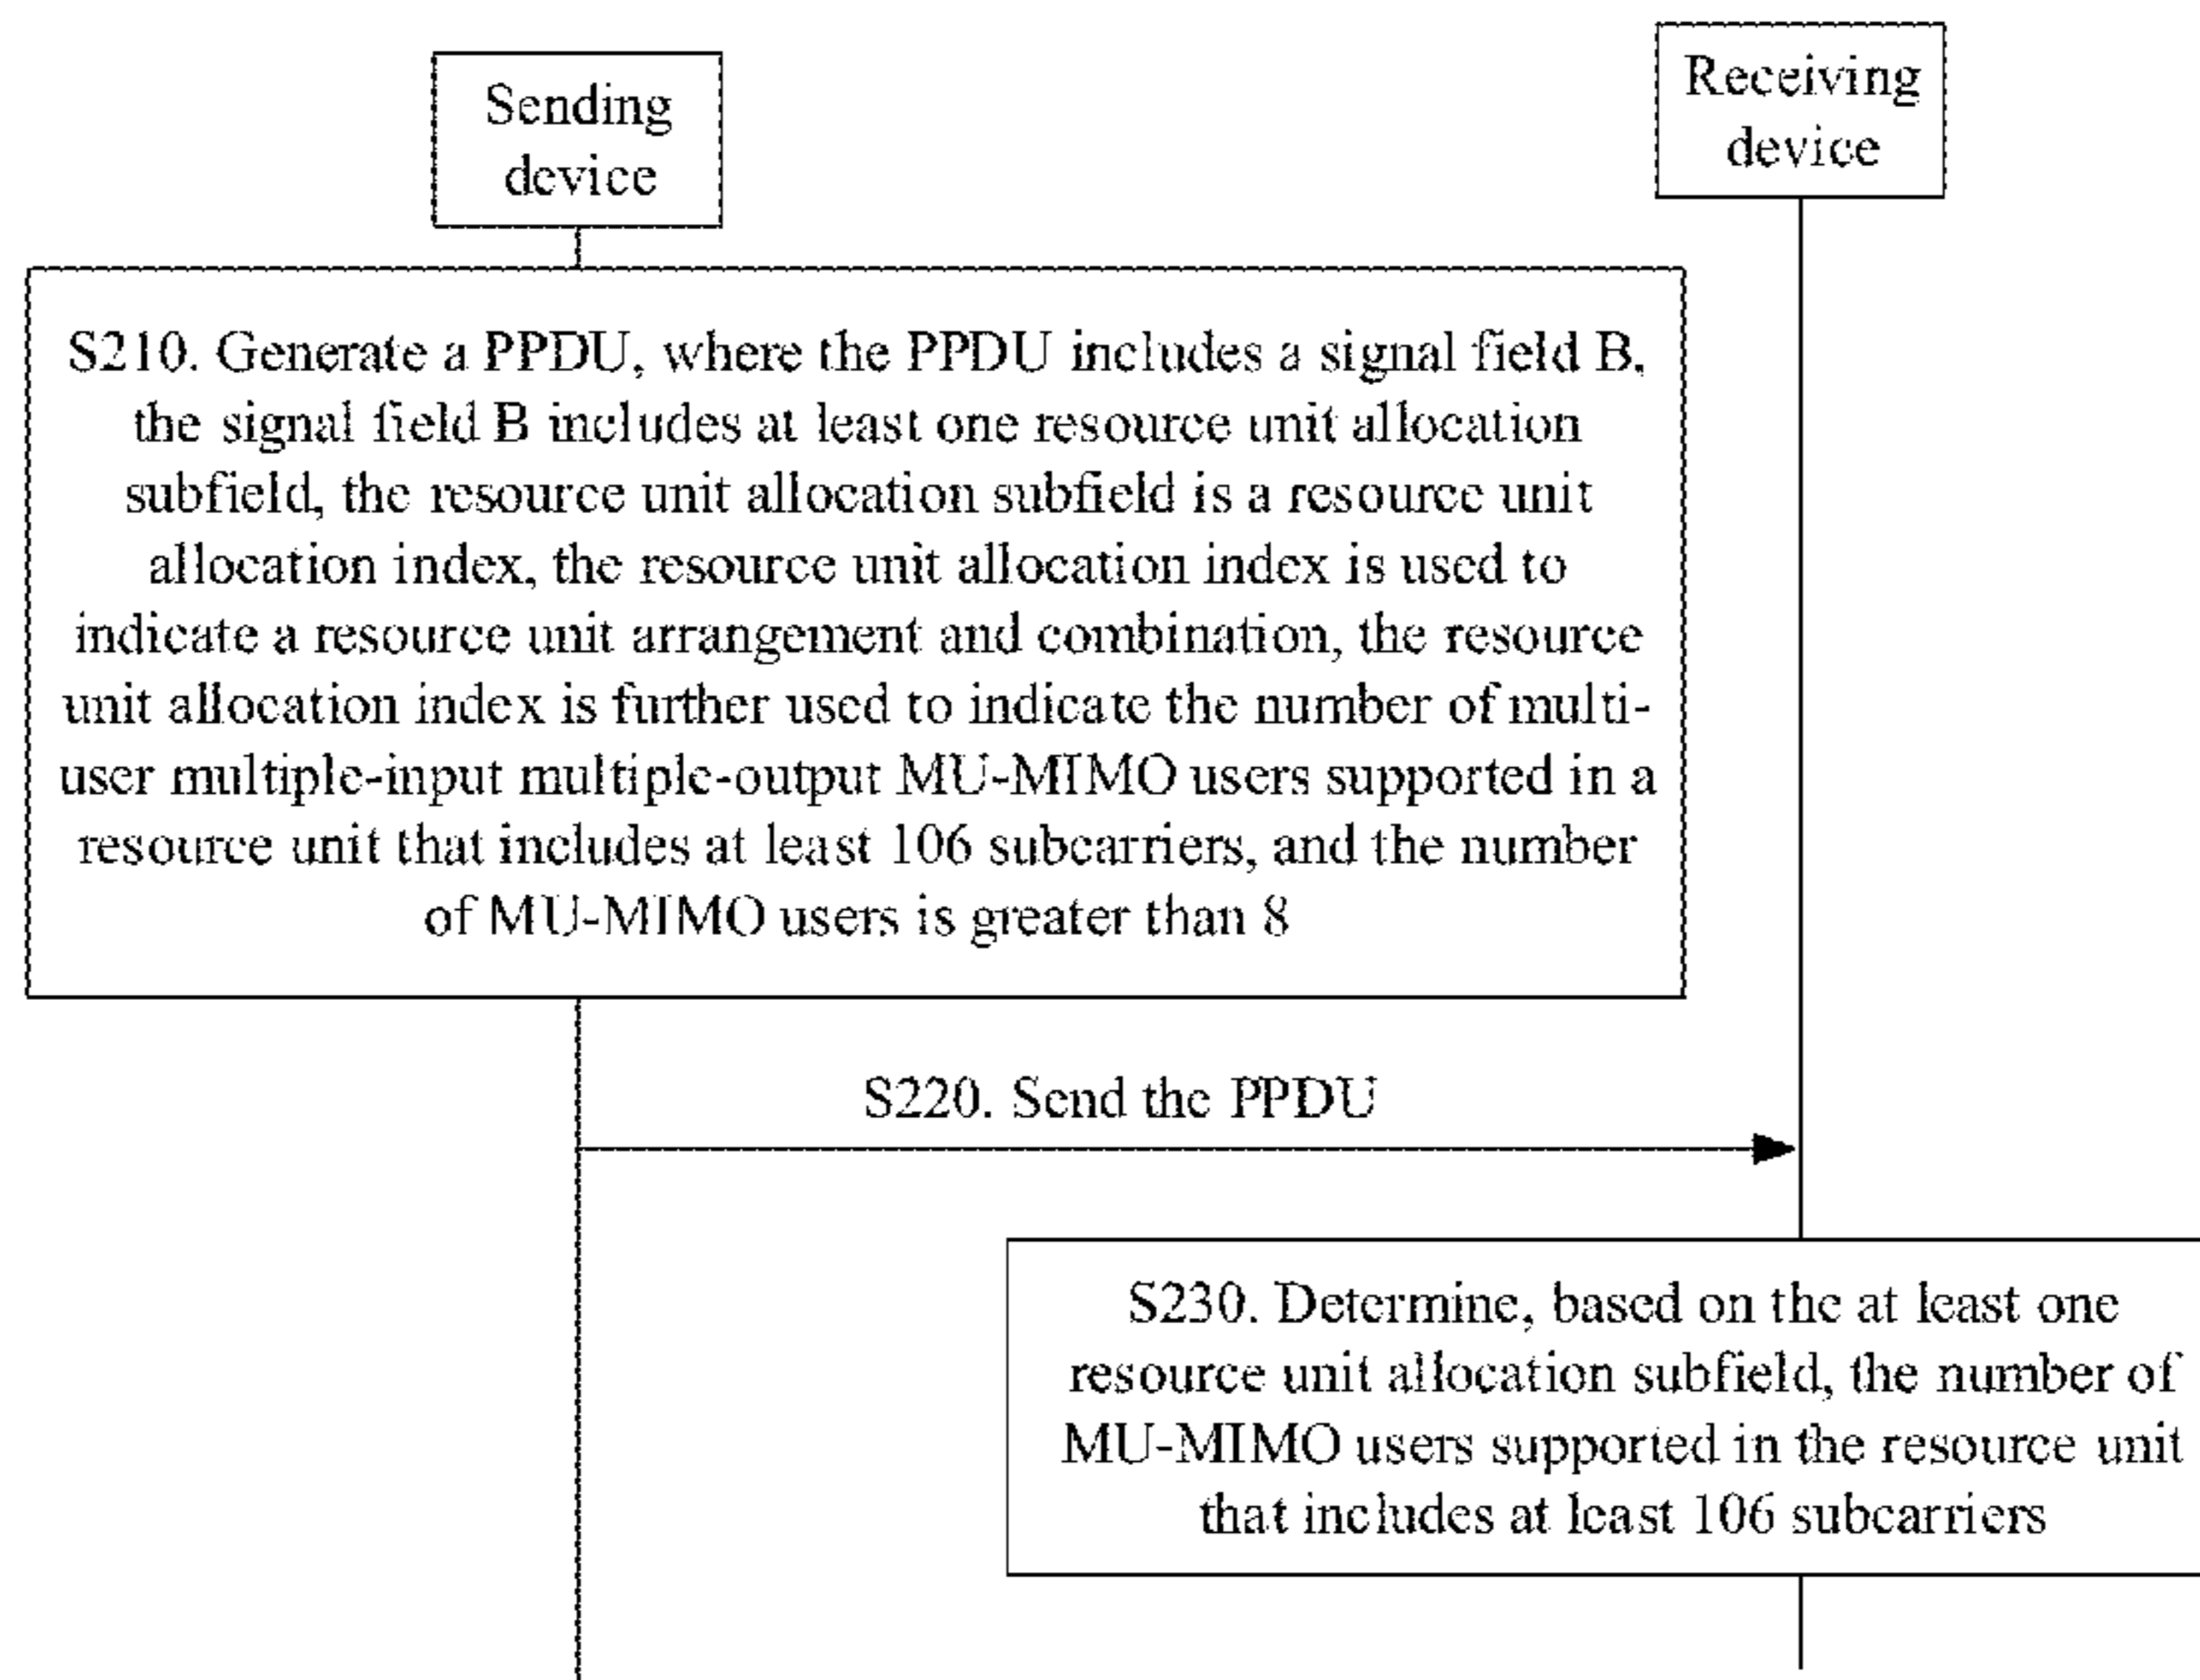 Sending
device
Receiving
device
S210. Generate a PPDU, where the PPDU includes a signal field B,
the signal field B includes at least one resource unit allocation
subfield, the resource unit allocation subfield is a resource unit
allocation index, the resource unit allocation index is used to
indicate a resource unit arrangement and combination, the resource
unit allocation index is further used to indicate the number of multi-
user multiple-input multiple-output MU-MIMO users supported in a
resource unit that includes at least 106 subcarriers, and the number
of MU-MIMO users is greater than 8
S220. Send the PPDU
S230. Determine, based on the at least one
resource unit allocation subfield, the number of
MU-MIMO users supported in the resource unit
that includes at least 106 subcarriers